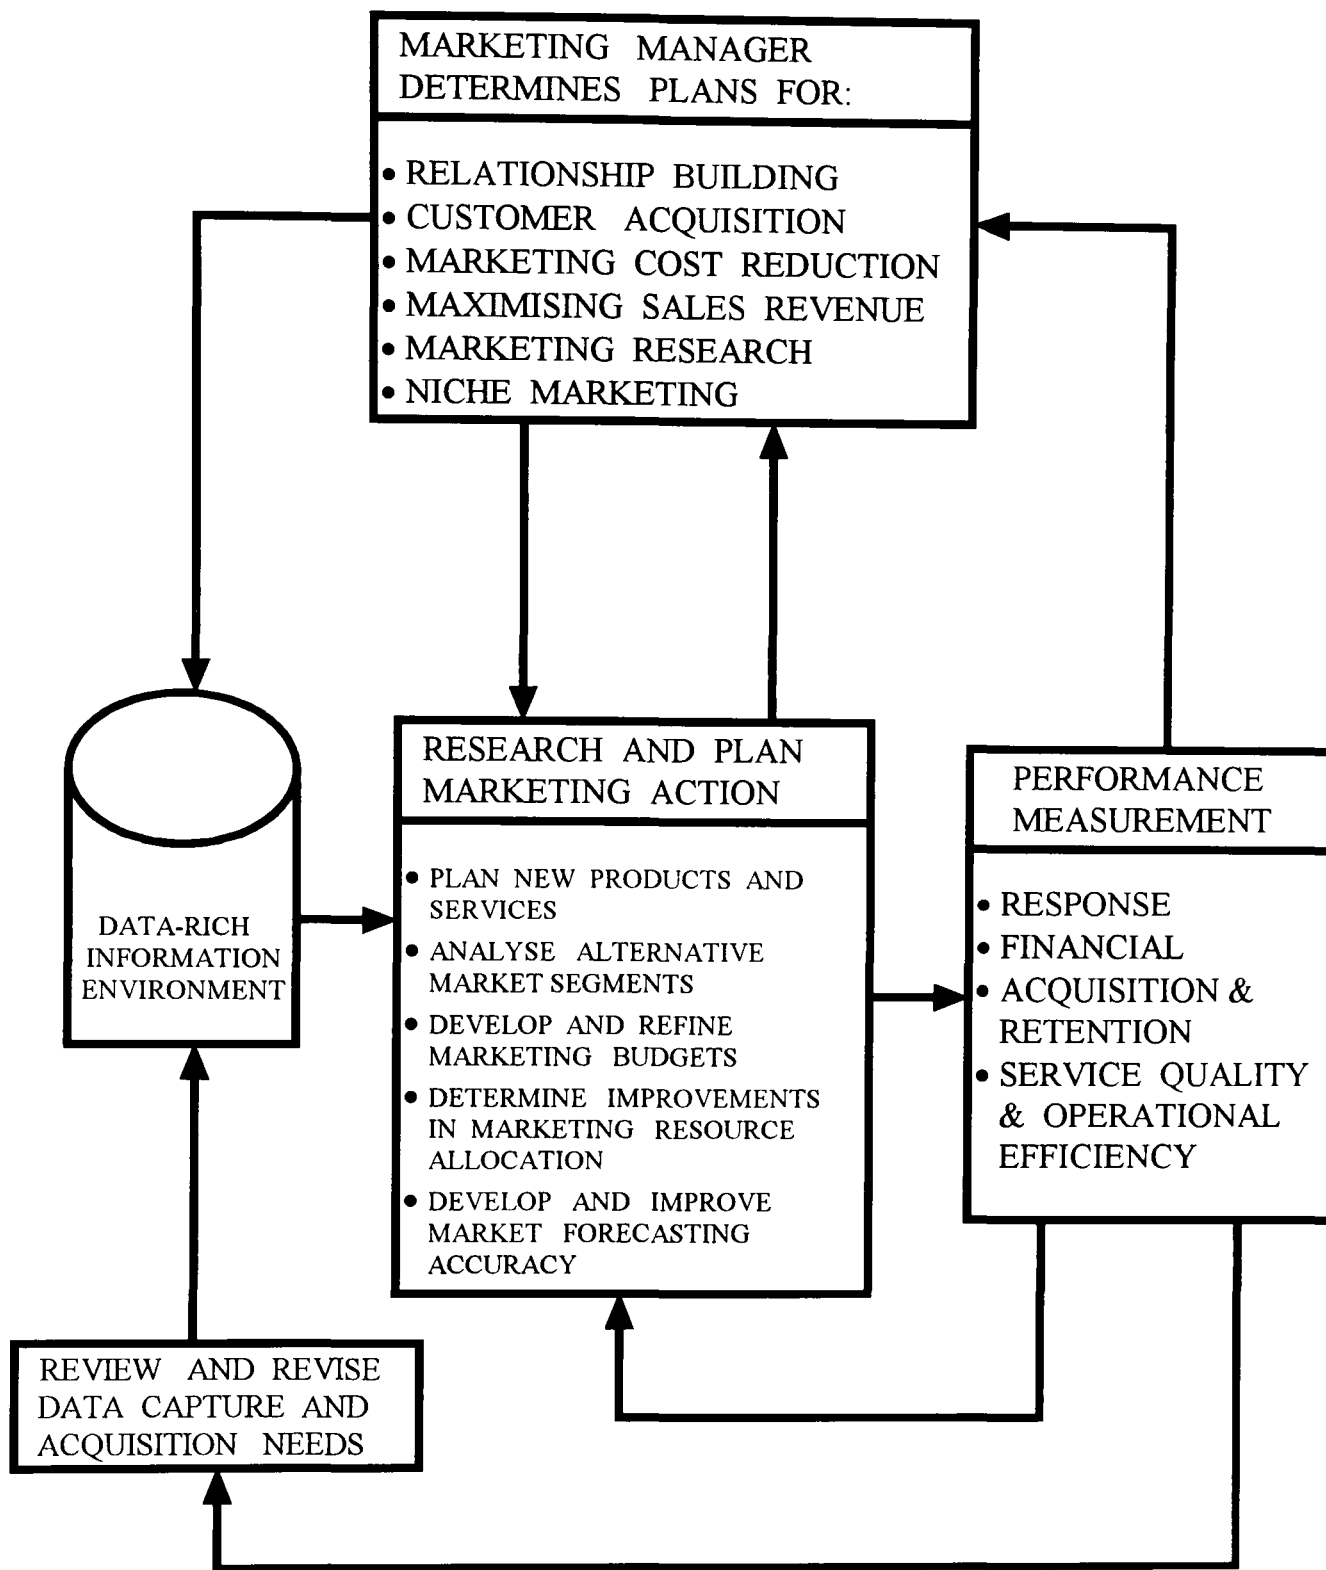 MARKETING MANAGER
DETERMINES PLANS FOR:
• RELATIONSHIP BUILDING
• CUSTOMER ACQUISITION
• MARKETING COST REDUCTION
• MAXIMISING SALES REVENUE
• MARKETING RESEARCH
• NICHE MARKETING
DATA-RICH
INFORMATION
ENVIRONMENT
RESEARCH AND PLAN
MARKETING ACTION
• PLAN NEW PRODUCTS AND
SERVICES
• ANALYSE ALTERNATIVE
MARKET SEGMENTS
• DEVELOP AND REFINE
MARKETING BUDGETS
• DETERMINE IMPROVEMENTS
IN MARKETING RESOURCE
ALLOCATION
• DEVELOP AND IMPROVE
MARKET FORECASTING
ACCURACY
PERFORMANCE
MEASUREMENT
• RESPONSE
• FINANCIAL
• ACQUISITION &
RETENTION
• SERVICE QUALITY
& OPERATIONAL
EFFICIENCY
REVIEW AND REVISE
DATA CAPTURE AND
ACQUISITION NEEDS